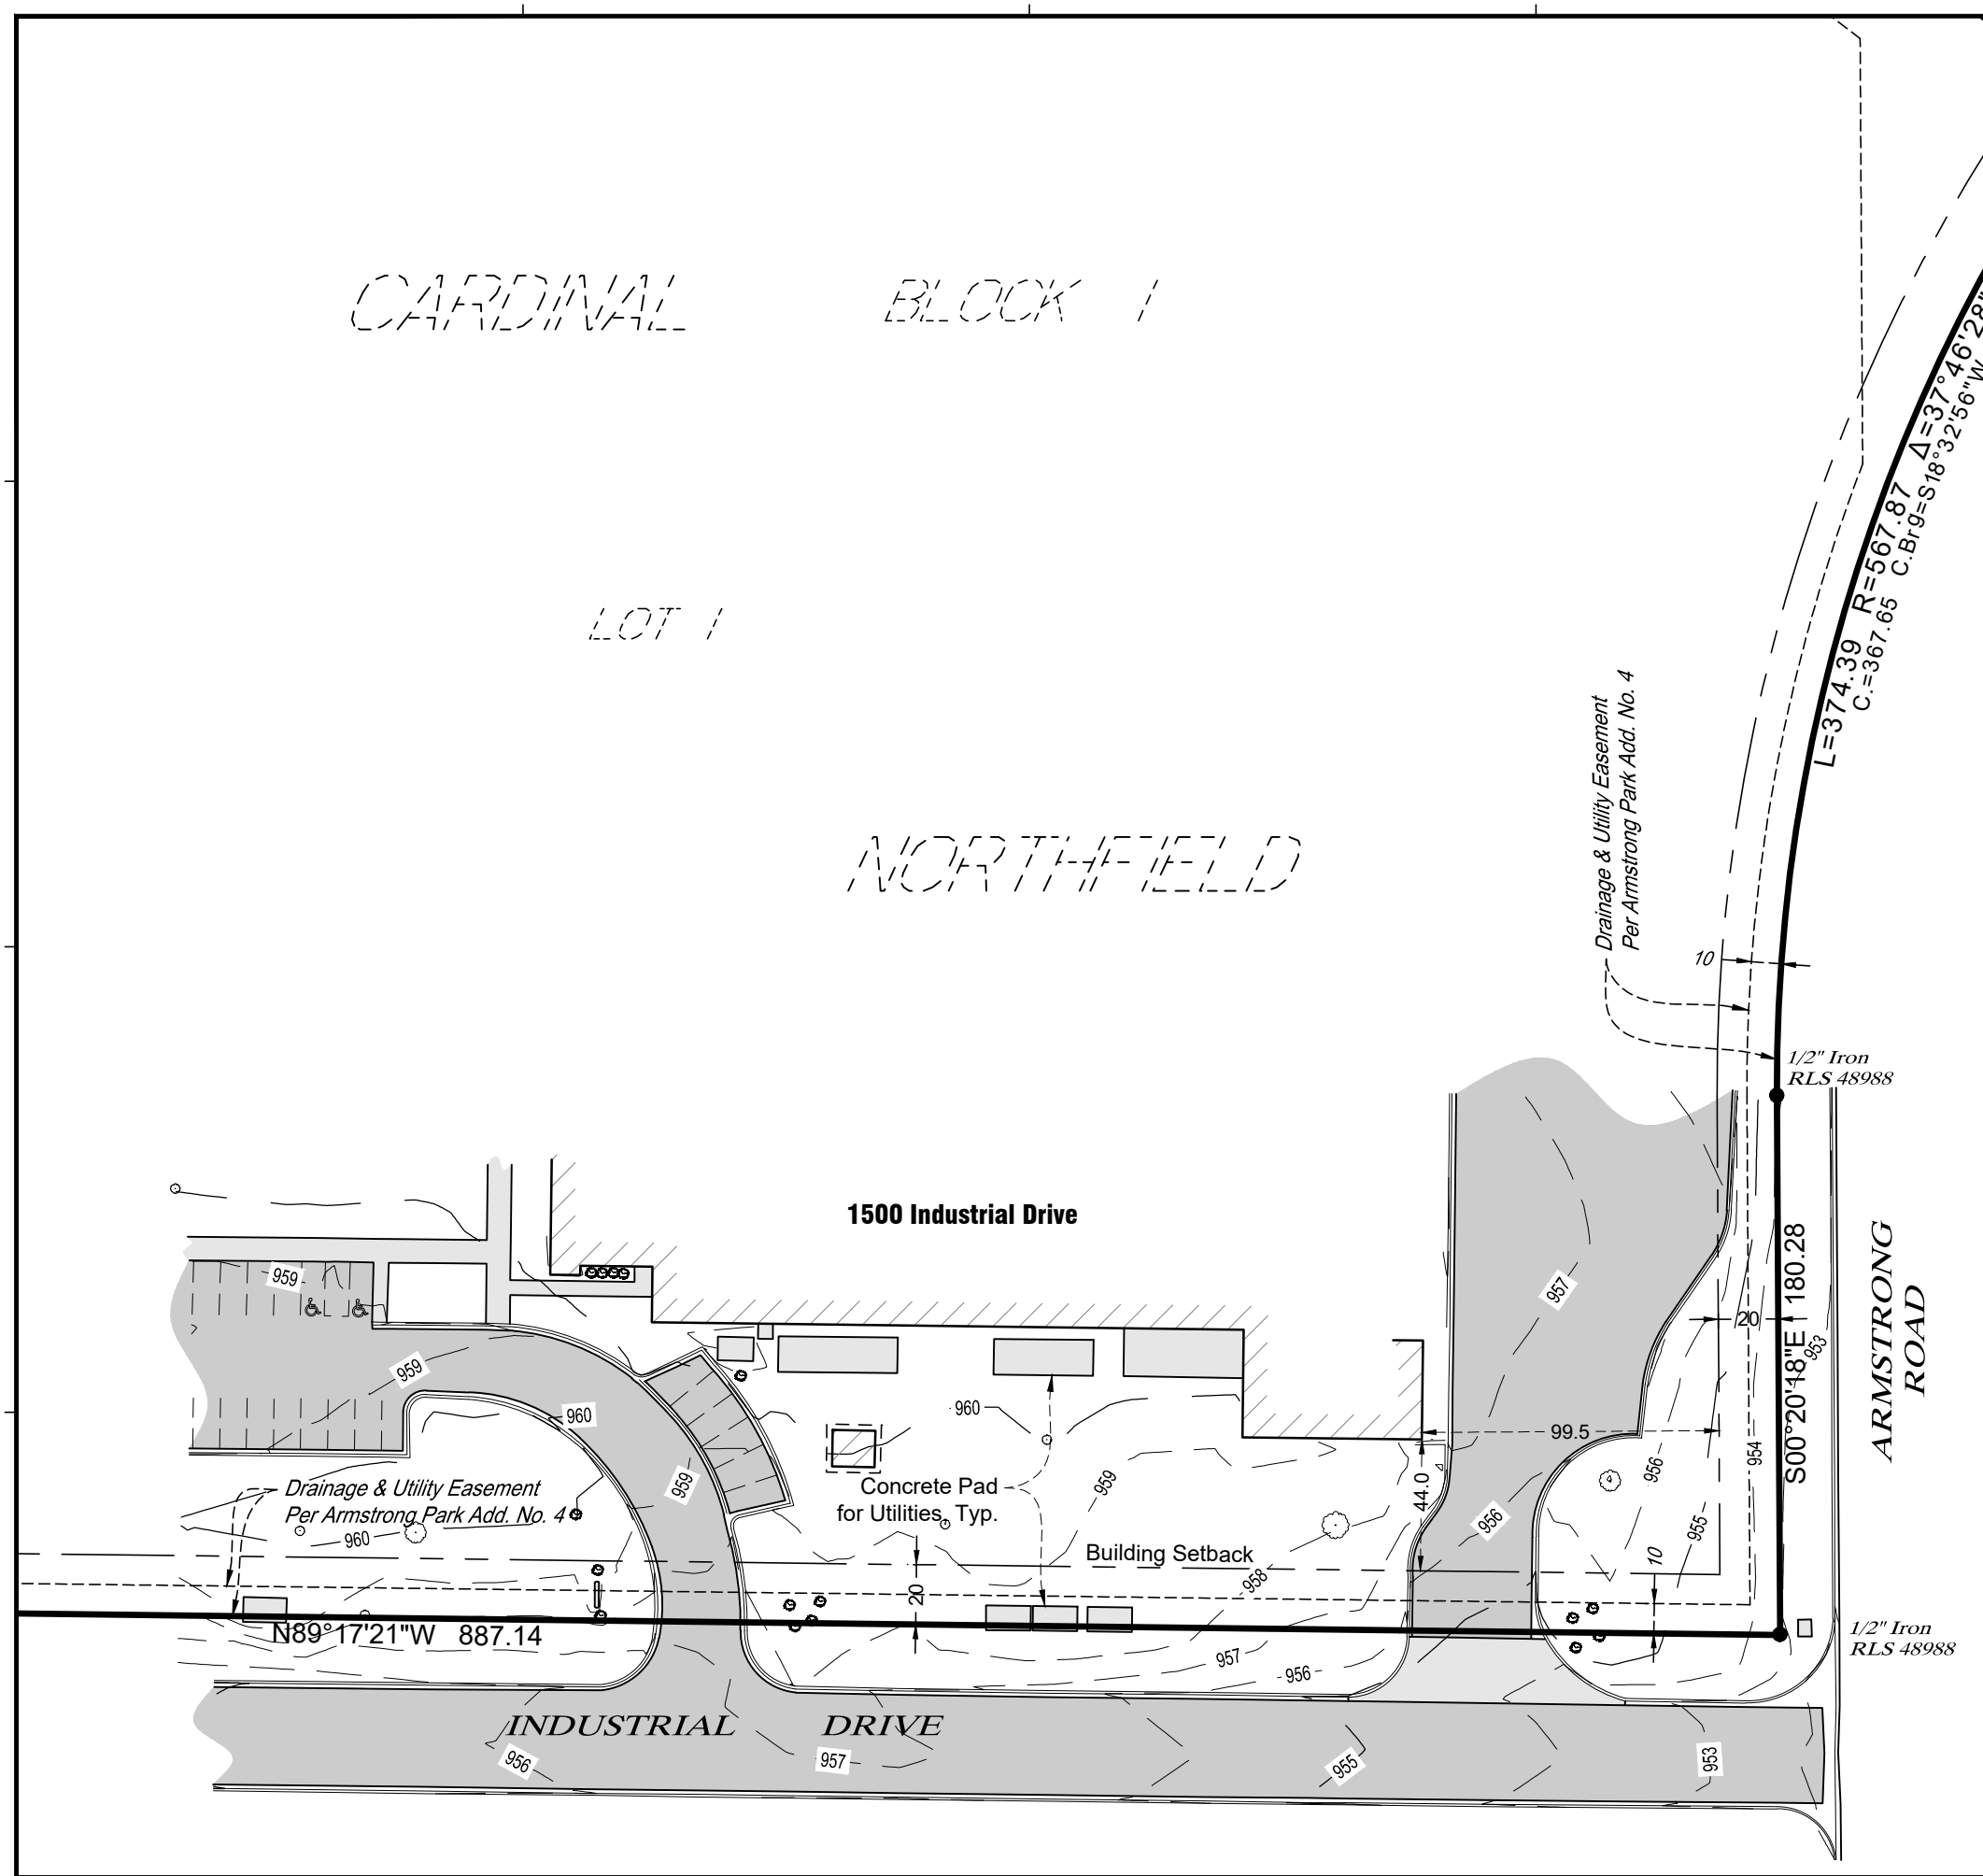 CARDINAL BLOCK 1
LOT 1
NORTHFIELD
L=374.39 R=567.87 Δ=37°46'28"
C.=367.65 C.Brg=S18°32'56"W
Drainage & Utility Easement
Per Armstrong Park Add. No. 4
10
1/2" Iron
RLS 48988
1500 Industrial Drive
ARMSTRONG
ROAD
S00°20'18"E 180.28
20
959
957
953
959
960
960
99.5
954
956
959
959
44.0
Concrete Pad
for Utilities, Typ.
Drainage & Utility Easement
Per Armstrong Park Add. No. 4
960
956
955
Building Setback
10
958
20
N89°17'21"W 887.14
1/2" Iron
RLS 48988
957
956
INDUSTRIAL DRIVE
956
957
955
953